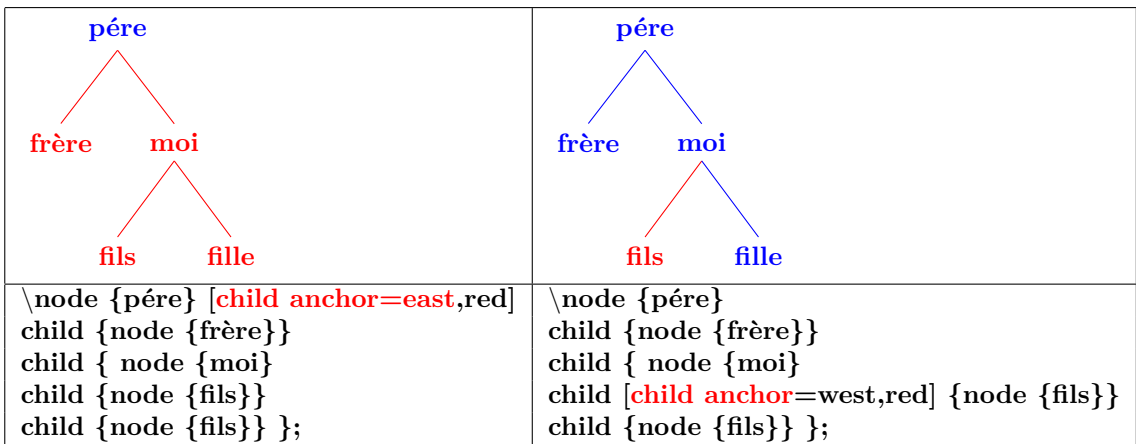 pére
frère moi
fils fille
\node {pére} [child anchor=east,red]
child {node {frère}}
child { node {moi}
child {node {fils}}
child {node {fils}} };
pére
frère moi
fils fille
\node {pére}
child {node {frère}}
child { node {moi}
child [child anchor=west,red] {node {fils}}
child {node {fils}} };